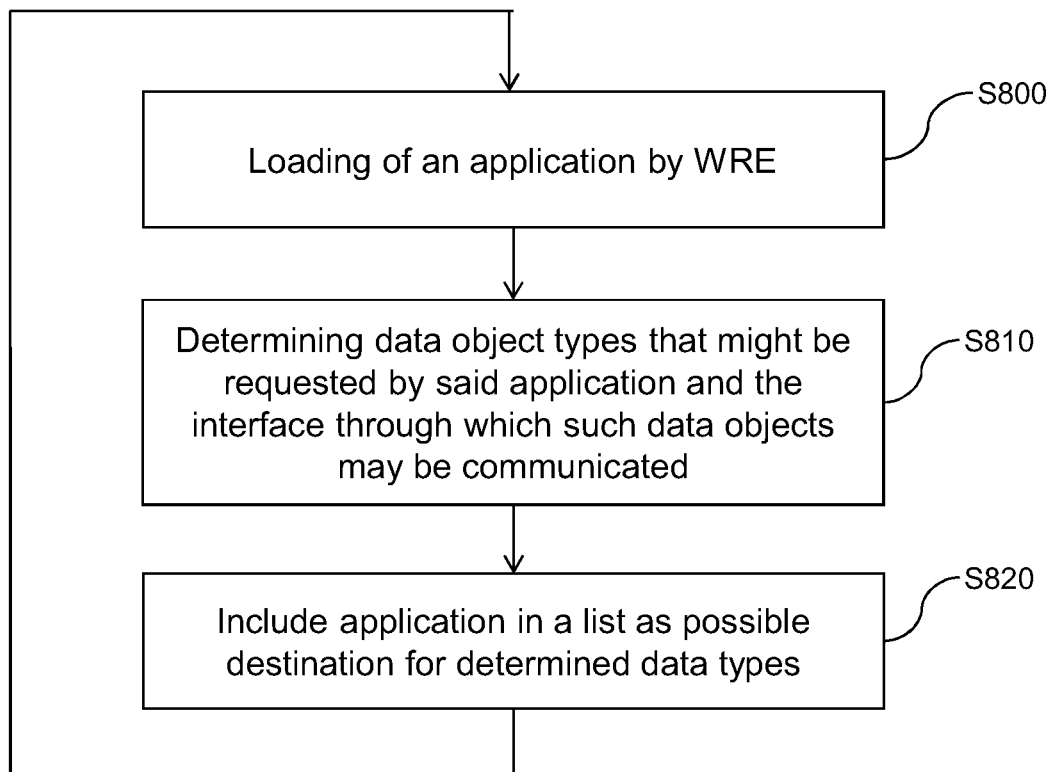 S800
Loading of an application by WRE
Determining data object types that might be
requested by said application and the
interface through which such data objects
may be communicated
S810
Include application in a list as possible
destination for determined data types
S820